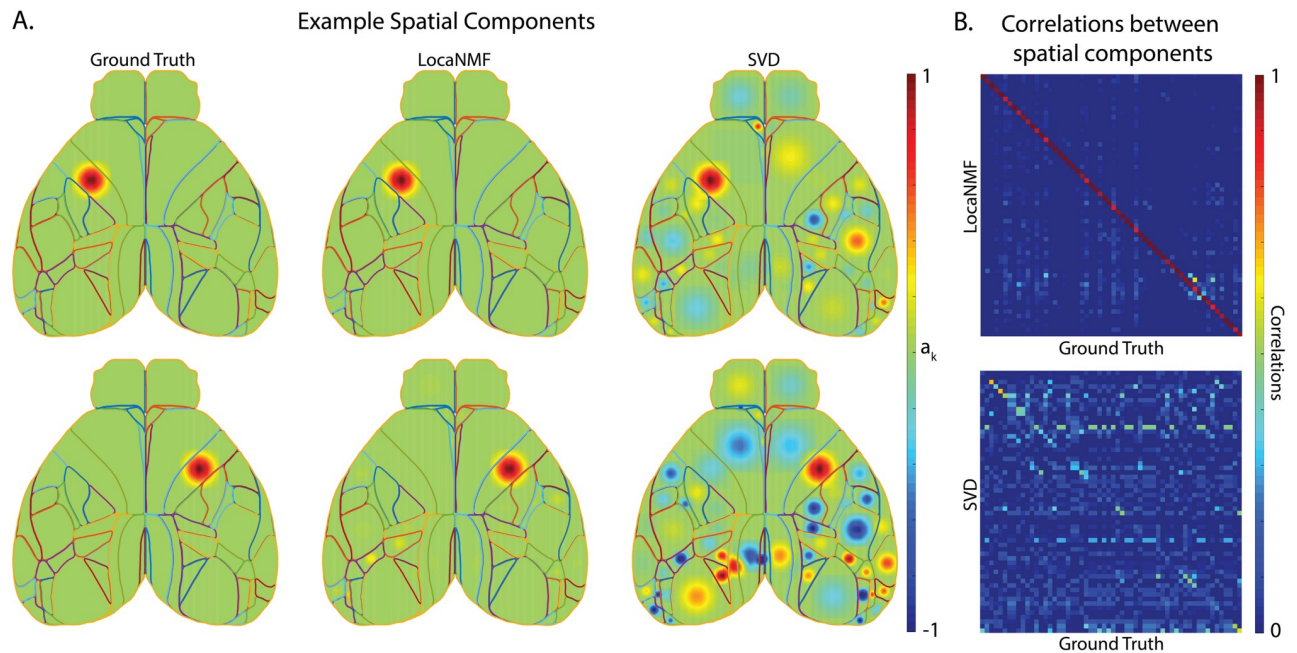 A.
Example Spatial Components
Ground Truth
LocaNMF
SVD
1
a_k
-1
B.
Correlations between
spatial components
LocaNMF
Ground Truth
SVD
Ground Truth
1
Correlations
0